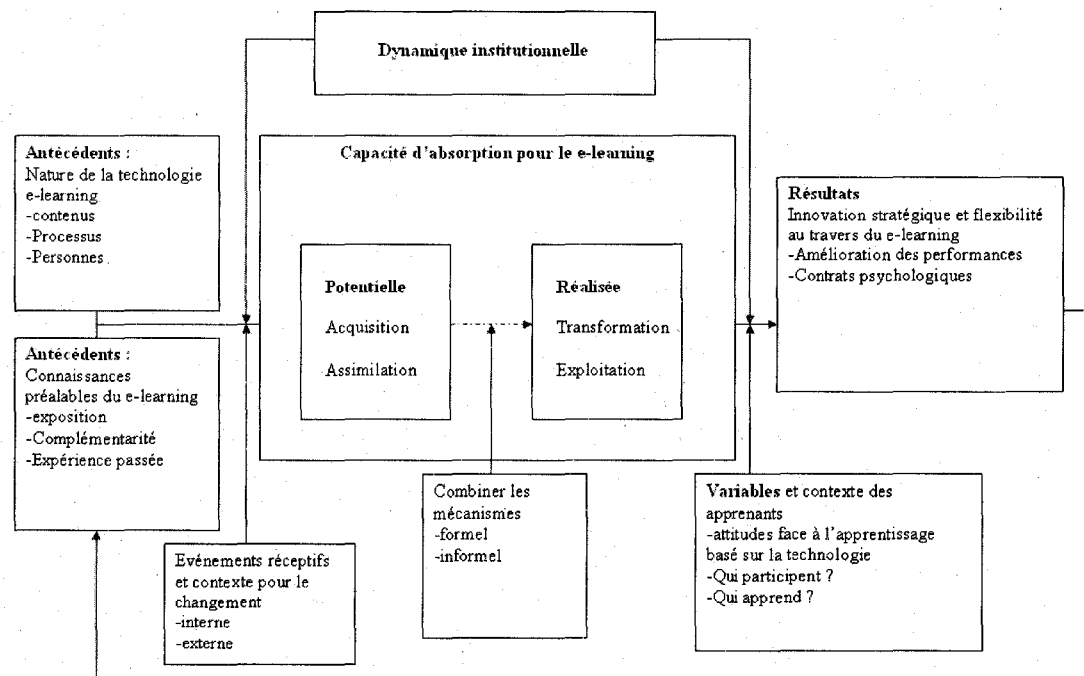 Dynamique institutionnelle
Antécédents :
Nature de la technologie
e-learning
-contenus
-Processus
-Personnes
Capacité d'absorption pour le e-learning
Potentielle
Acquisition
Assimilation
Réalisée
Transformation
Exploitation
Résultats
Innovation stratégique et flexibilité
au travers du e-learning
-Amélioration des performances
-Contrats psychologiques
Antécédents :
Connaissances
préalables du e-learning
-exposition
-Complémentarité
-Expérience passée
Evénements réceptifs
et contexte pour le
changement
-interne
-externe
Combiner les
mécanismes
-formel
-informel
Variables et contexte des
apprenants
-attitudes face à l'apprentissage
basé sur la technologie
-Qui participent ?
-Qui apprend ?